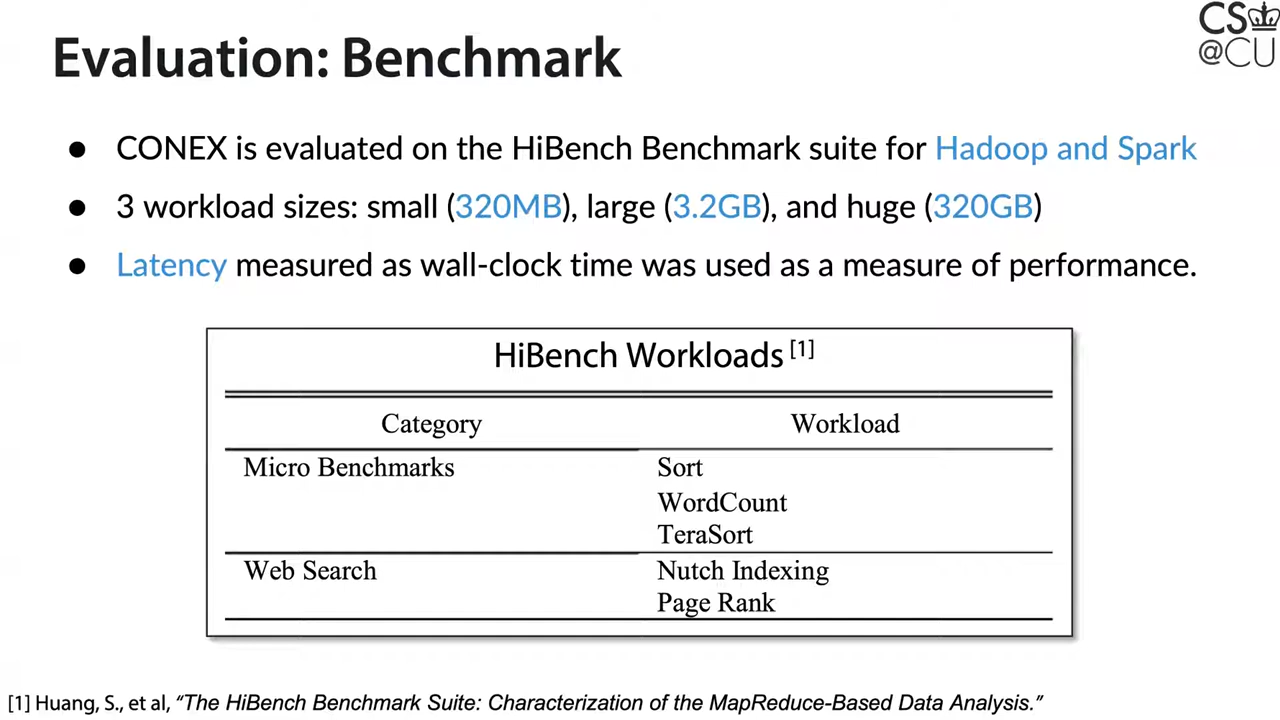 CS
@CU
Evaluation: Benchmark
● CONEX is evaluated on the HiBench Benchmark suite for Hadoop and Spark
● 3 workload sizes: small (320MB), large (3.2GB), and huge (320GB)
● Latency measured as wall-clock time was used as a measure of performance.
HiBench Workloads [1]
Category Workload
Micro Benchmarks Sort
WordCount
TeraSort
Web Search Nutch Indexing
Page Rank
[1] Huang, S., et al, “The HiBench Benchmark Suite: Characterization of the MapReduce-Based Data Analysis.”